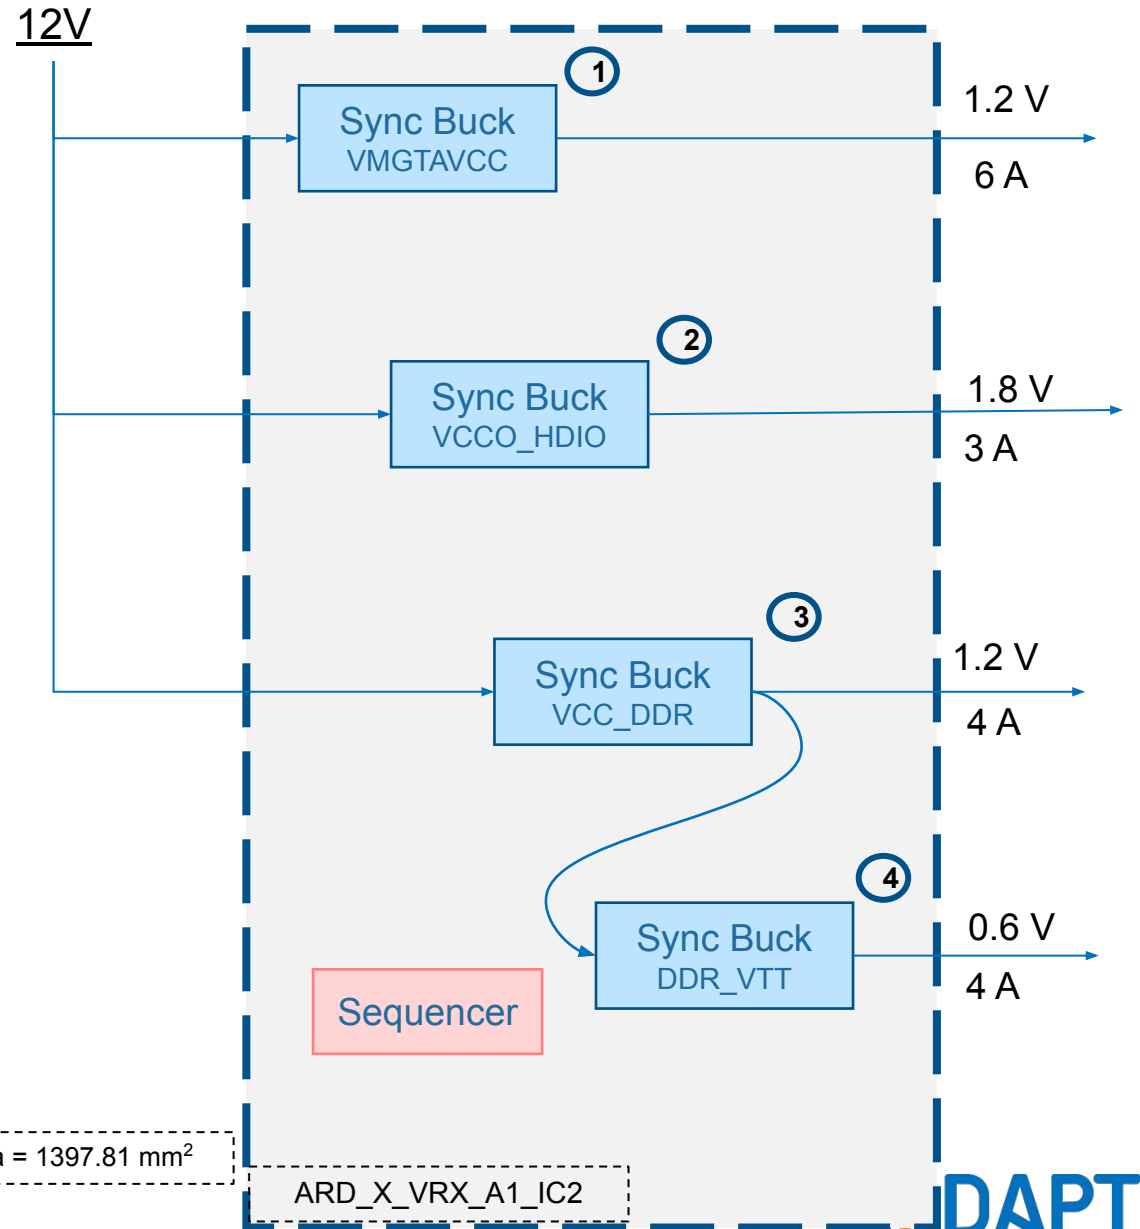 12V
1
Sync Buck
VMGTAVCC
1.2 V
6 A
2
Sync Buck
VCCO_HDIO
1.8 V
3 A
3
Sync Buck
VCC_DDR
1.2 V
4 A
4
Sync Buck
DDR_VTT
0.6 V
4 A
Sequencer
= 1397.81 mm²
ARD_X_VRX_A1_IC2
DAPT